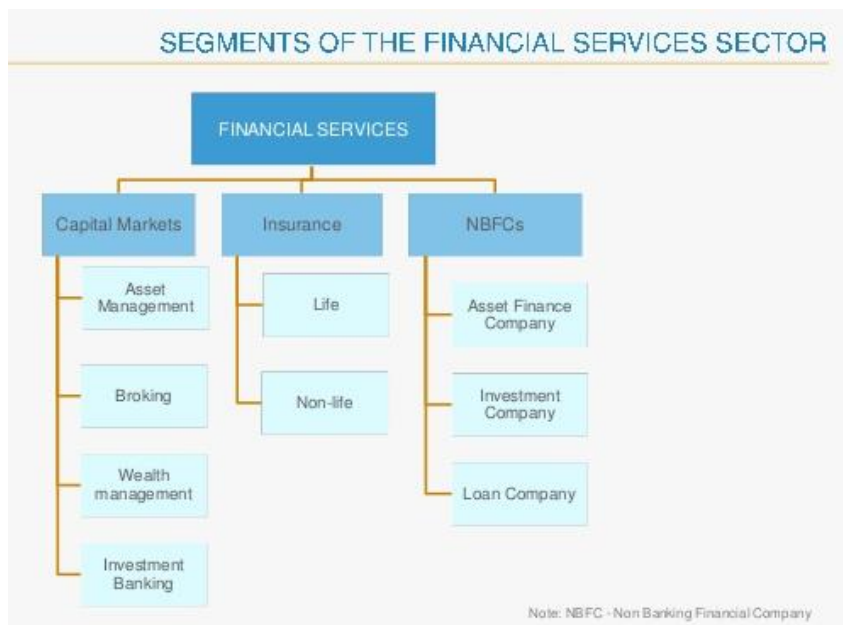 SEGMENTS OF THE FINANCIAL SERVICES SECTOR
FINANCIAL SERVICES
Capital Markets
Insurance
NBFCs
Asset
Management
Broking
Wealth
management
Investment
Banking
Life
Non-life
Asset Finance
Company
Investment
Company
Loan Company
Note: NBFC - Non Banking Financial Company